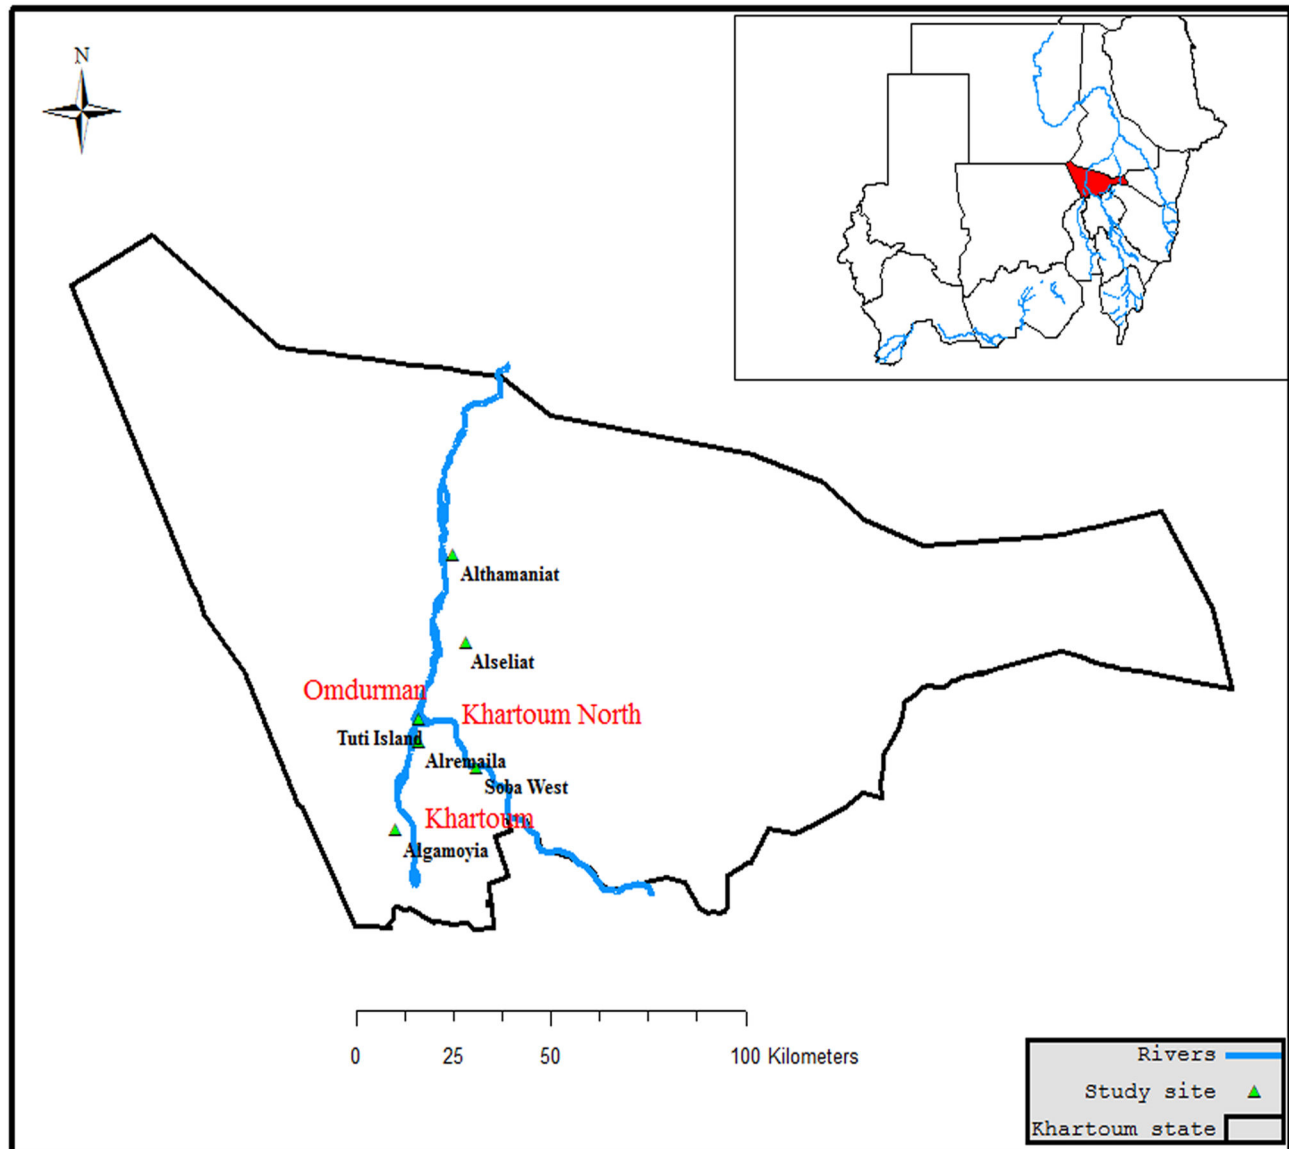 N
Althamaniat
Alseliat
Omdurman
Khartoum North
Tuti Island
Alremaila
Soba West
Khartoum
Algamoyia
0 25 50 100 Kilometers
Rivers
Study site
Khartoum state